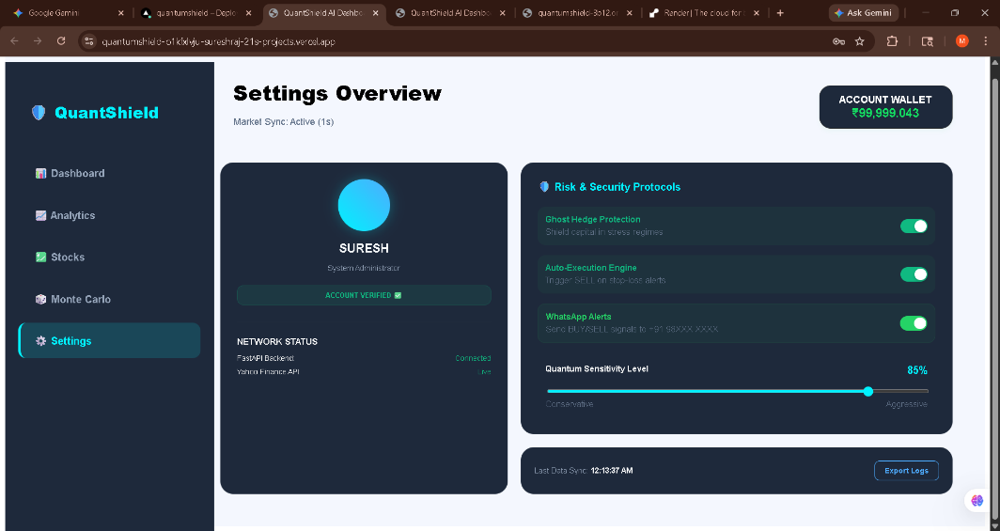 Google Gemini
quantumshield – Deplo
QuantShield AI Dashbo
QuantShield AI Dashbo
quantumshield-3b12.on
Render | The cloud for
Ask Gemini
quantumshield-o1kfixlvju-sureshraj-21s-projects.vercel.app
M
QuantShield
Dashboard
Analytics
Stocks
Monte Carlo
Settings
Settings Overview
Market Sync: Active (1s)
ACCOUNT WALLET
₹99,999.043
SURESH
System Administrator
ACCOUNT VERIFIED ✅
NETWORK STATUS
FastAPI Backend: Connected
Yahoo Finance API: Live
Risk & Security Protocols
Ghost Hedge Protection
Shield capital in stress regimes
Auto-Execution Engine
Trigger SELL on stop-loss alerts
WhatsApp Alerts
Send BUY/SELL signals to +91 98XXX XXXX
Quantum Sensitivity Level 85%
Conservative Aggressive
Last Data Sync: 12:13:37 AM
Export Logs